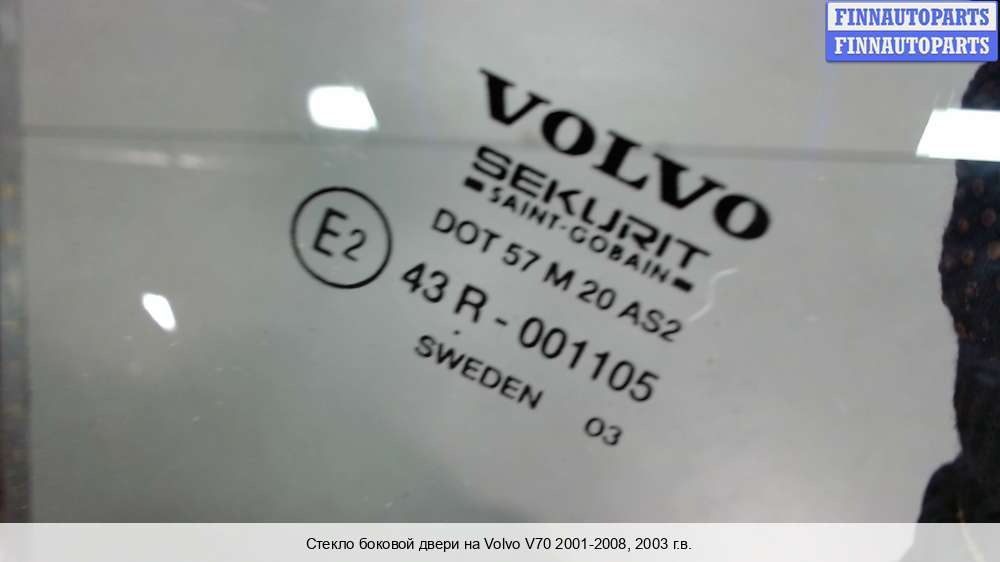 FINNAUTOPARTS
FINNAUTOPARTS
VOLVO
SEKURIT
SAINT-GOBAIN
DOT 57 M 20 AS2
E2
43 R - 001105
SWEDEN 03
Стекло боковой двери на Volvo V70 2001-2008, 2003 г.в.